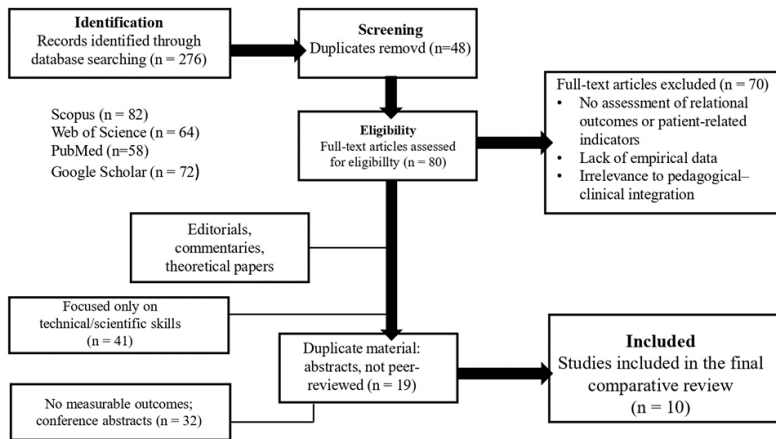 Identification
Records identified through
database searching (n = 276)
Screening
Duplicates removd (n=48)
Scopus (n = 82)
Web of Science (n = 64)
PubMed (n=58)
Google Scholar (n = 72)
Eligibility
Full-text articles assessed
for eligibillty (n = 80)
Full-text articles excluded (n = 70)
• No assessment of relational
outcomes or patient-related
indicators
• Lack of empirical data
• Irrelevance to pedagogical–
clinical integration
Editorials,
commentaries,
theoretical papers
Focused only on
technical/scientific skills
(n = 41)
Duplicate material:
abstracts, not peer-
reviewed (n = 19)
No measurable outcomes;
conference abstracts (n = 32)
Included
Studies included in the final
comparative review
(n = 10)